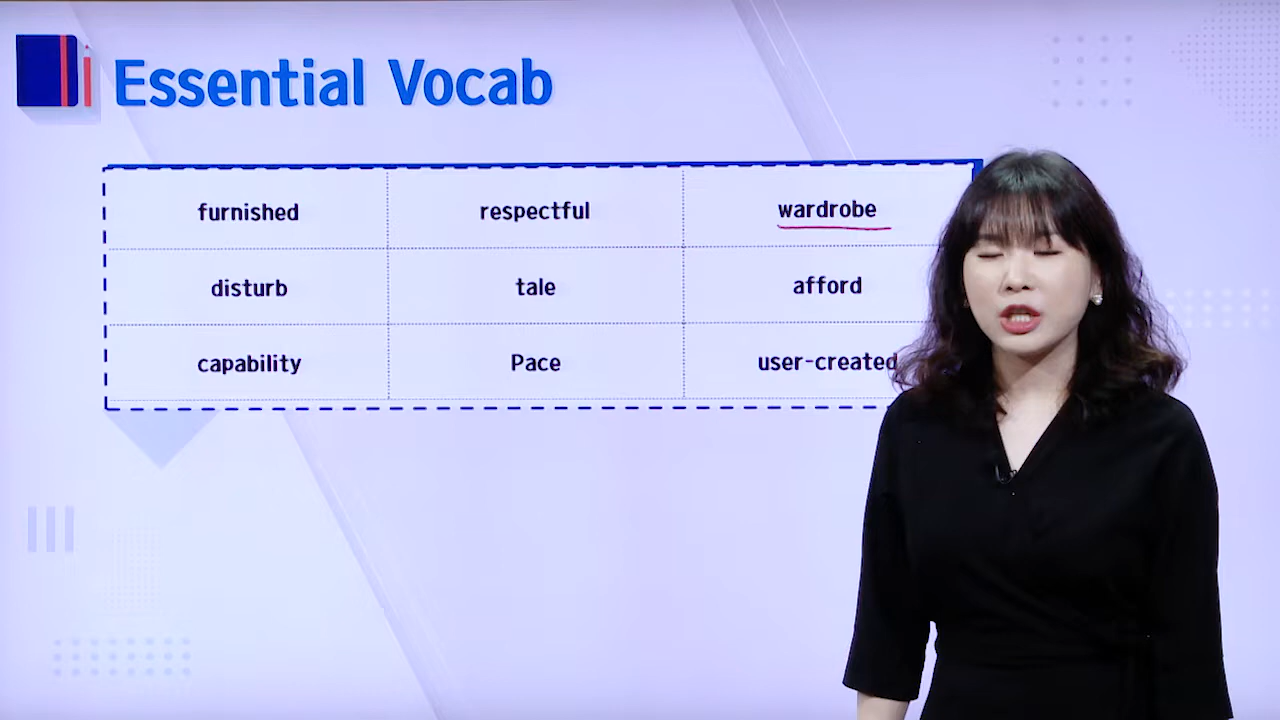 Essential Vocab
furnished respectful wardrobe
disturb tale afford
capability Pace user-created